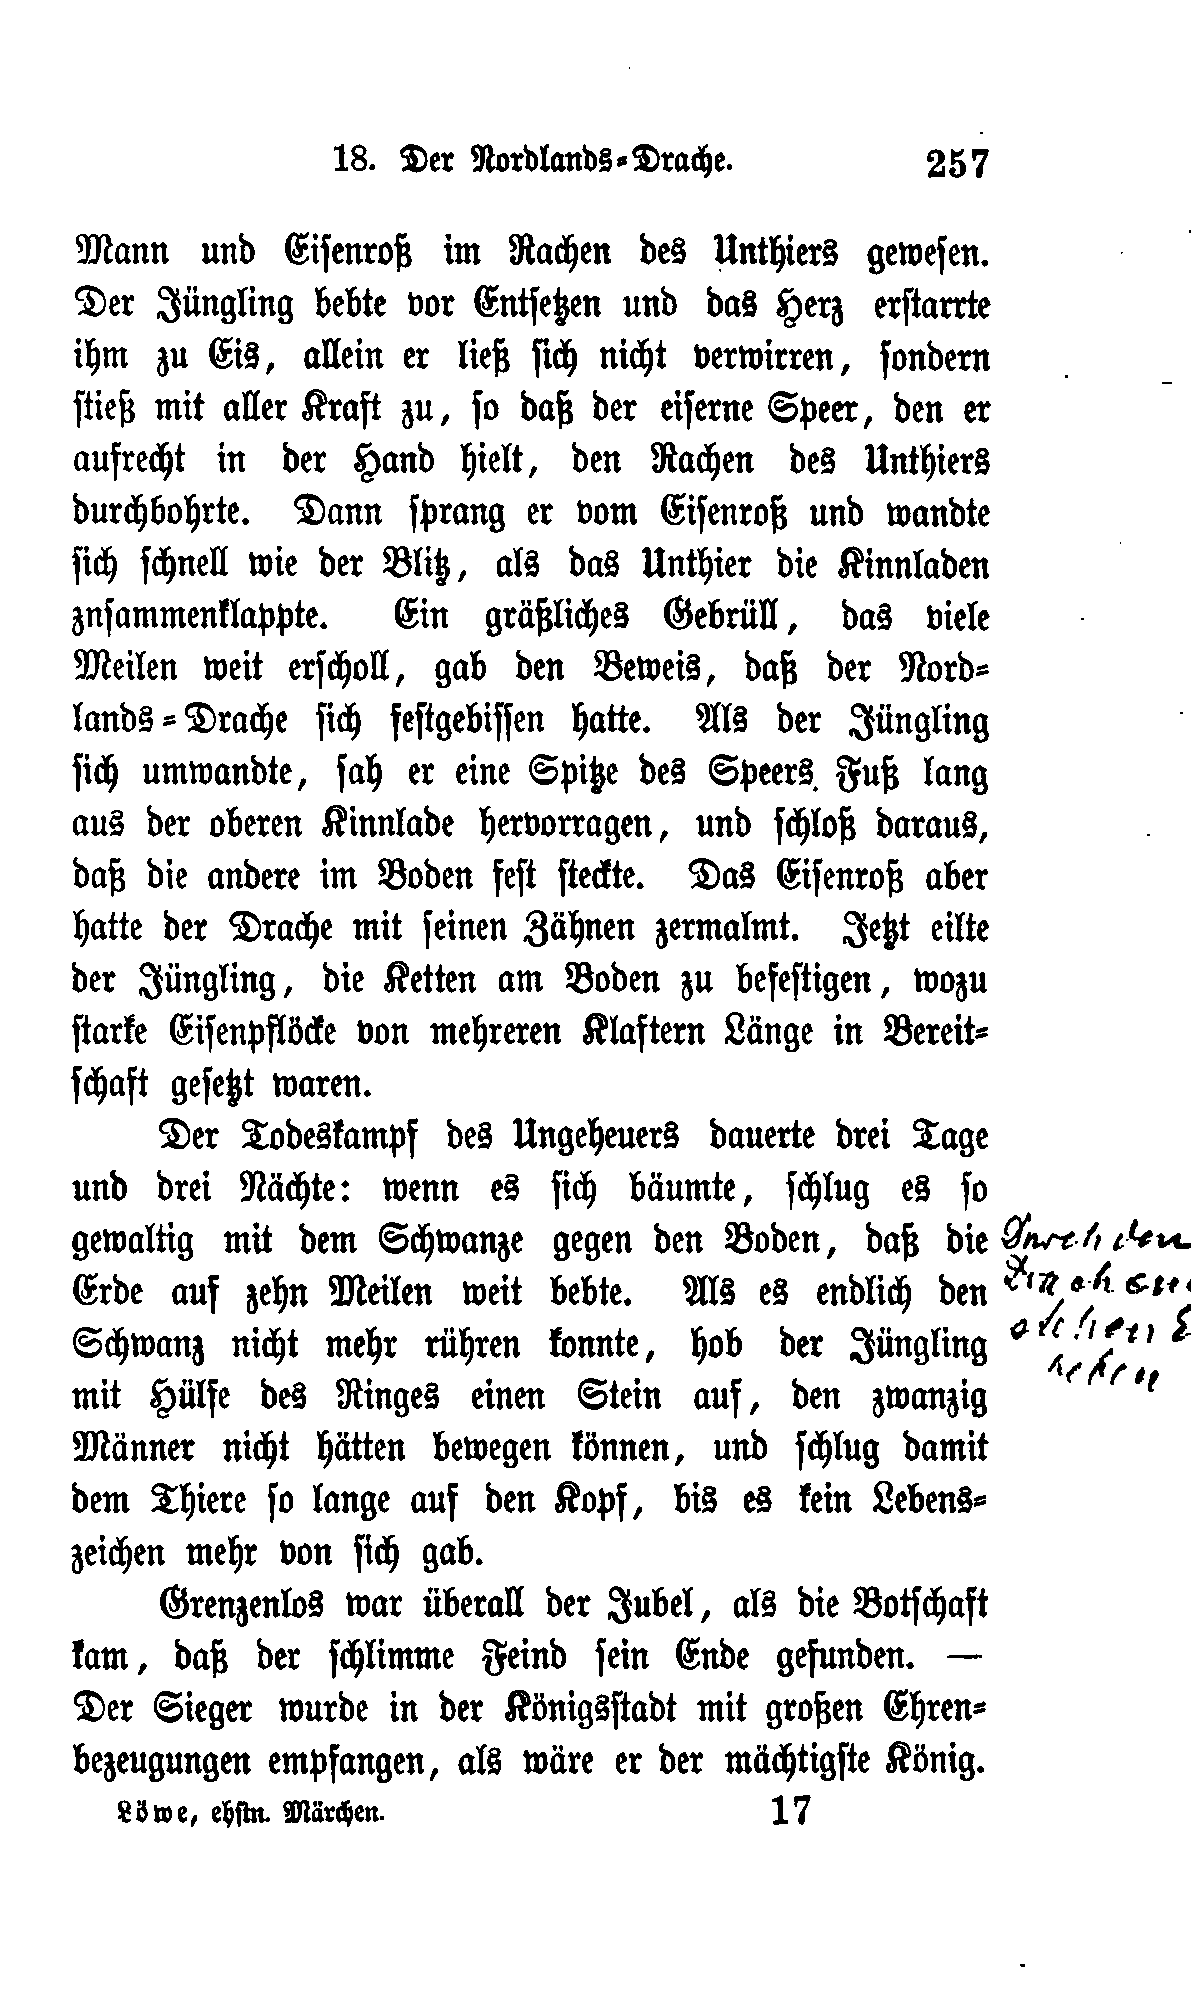 18. Der Nordlands-Drache. 257
Mann und Eisenroß im Rachen des Unthiers gewesen.
Der Jüngling bebte vor Entsetzen und das Herz erstarrte
ihm zu Eis, allein er ließ sich nicht verwirren, sondern
stieß mit aller Kraft zu, so daß der eiserne Speer, den er
aufrecht in der Hand hielt, den Rachen des Unthiers
durchbohrte. Dann sprang er vom Eisenroß und wandte
sich schnell wie der Blitz, als das Unthier die Kinnladen
znsammenklappte. Ein gräßliches Gebrüll, das viele
Meilen weit erscholl, gab den Beweis, daß der Nord-
lands-Drache sich festgebissen hatte. Als der Jüngling
sich umwandte, sah er eine Spitze des Speers Fuß lang
aus der oberen Kinnlade hervorragen, und schloß daraus,
daß die andere im Boden fest steckte. Das Eisenroß aber
hatte der Drache mit seinen Zähnen zermalmt. Jetzt eilte
der Jüngling, die Ketten am Boden zu befestigen, wozu
starke Eisenpflöcke von mehreren Klaftern Länge in Bereit-
schaft gesetzt waren.
Der Todeskampf des Ungeheuers dauerte drei Tage
und drei Nächte: wenn es sich bäumte, schlug es so
gewaltig mit dem Schwanze gegen den Boden, daß die
Erde auf zehn Meilen weit bebte. Als es endlich den
Schwanz nicht mehr rühren konnte, hob der Jüngling
mit Hülfe des Ringes einen Stein auf, den zwanzig
Männer nicht hätten bewegen können, und schlug damit
dem Thiere so lange auf den Kopf, bis es kein Lebens-
zeichen mehr von sich gab.
Grenzenlos war überall der Jubel, als die Botschaft
kam, daß der schlimme Feind sein Ende gefunden. —
Der Sieger wurde in der Königsstadt mit großen Ehren-
bezeugungen empfangen, als wäre er der mächtigste König.
Löwe, ehstn. Märchen. 17